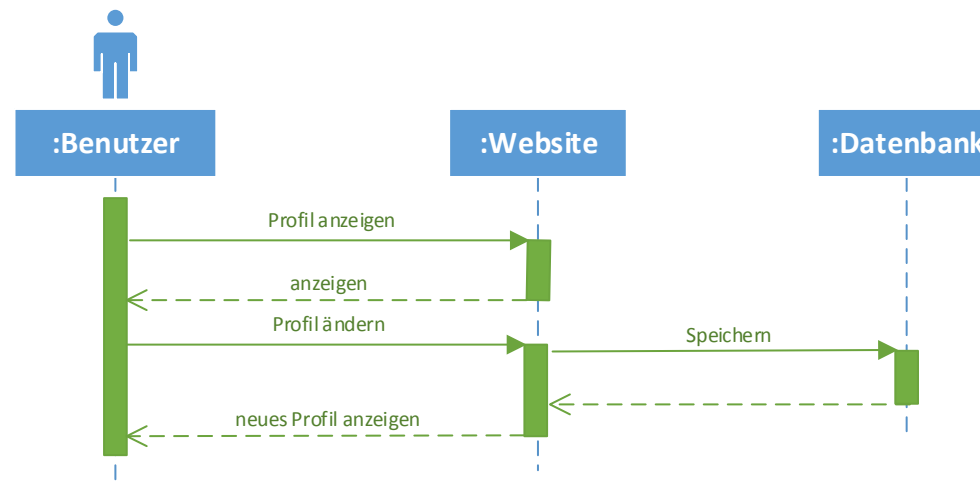 :Benutzer
:Website
:Datenbank
Profil anzeigen
anzeigen
Profil ändern
Speichern
neues Profil anzeigen